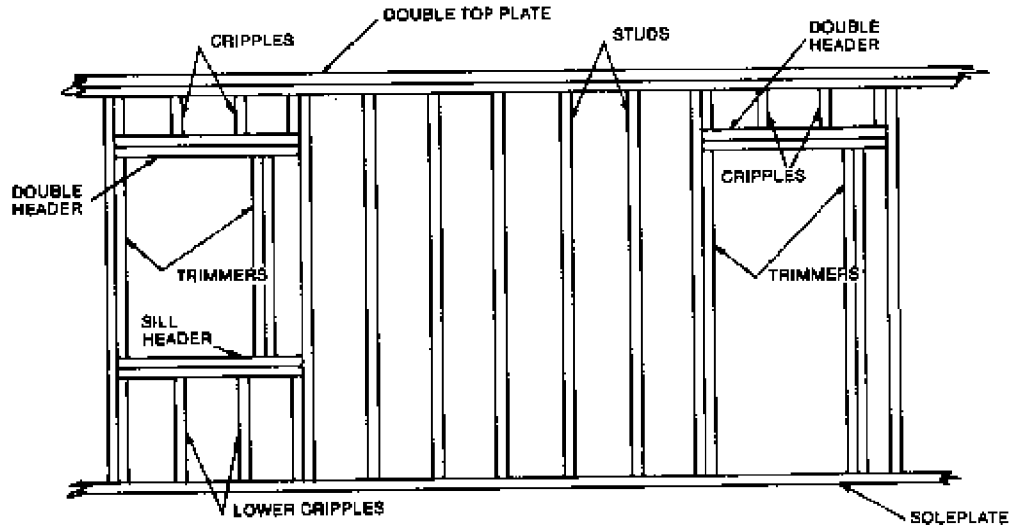 DOUBLE TOP PLATE
CRIPPLES
STUDS
DOUBLE
HEADER
DOUBLE
HEADER
CRIPPLES
TRIMMERS
TRIMMERS
SILL
HEADER
LOWER CRIPPLES
SOLEPLATE